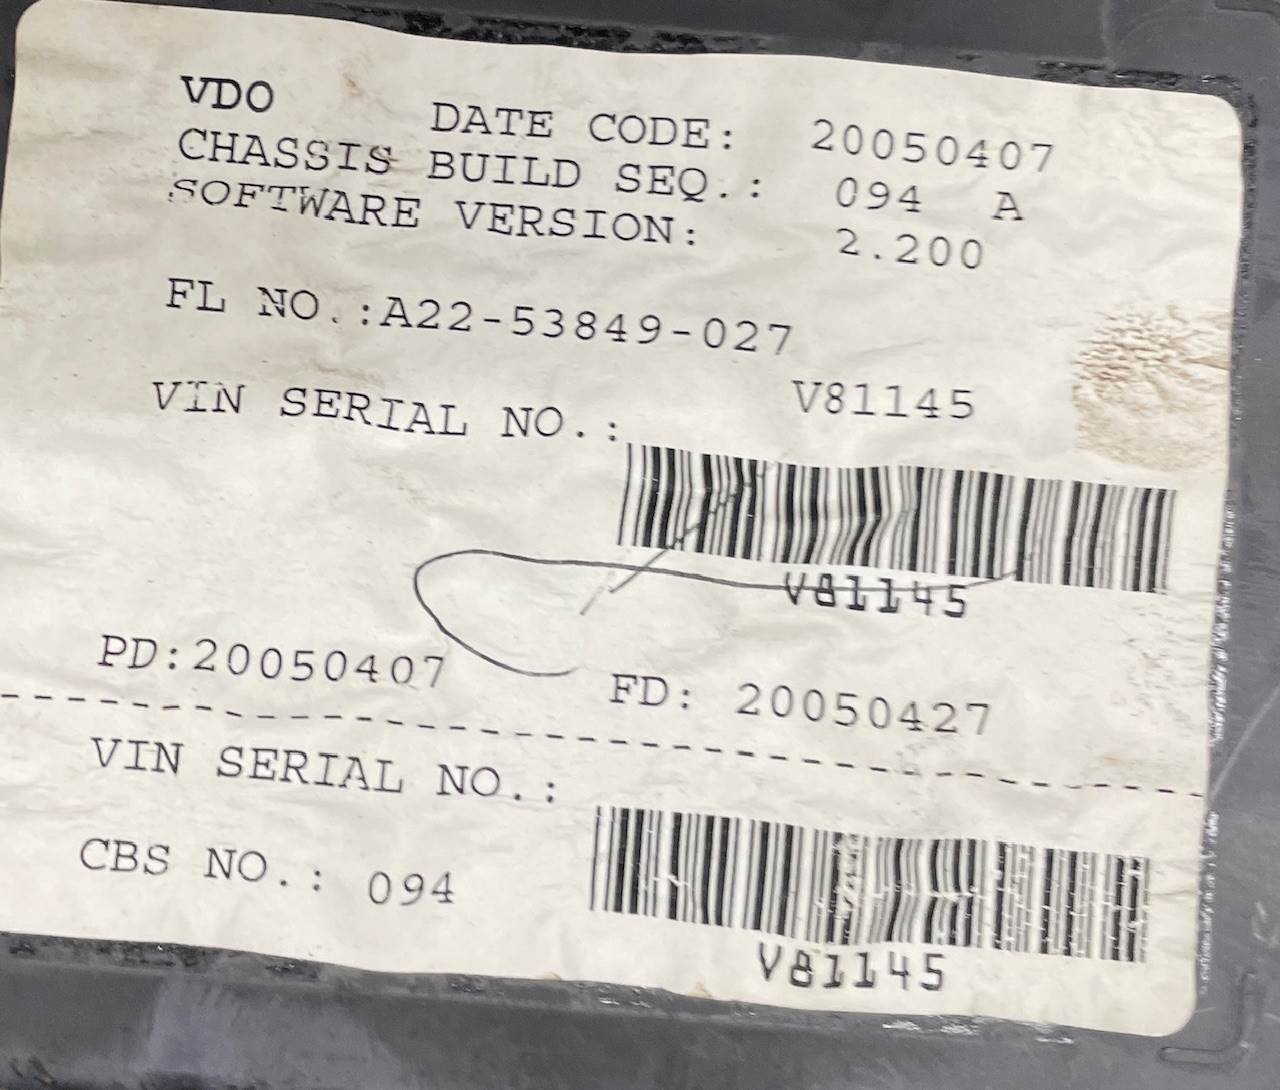 VDO DATE CODE: 20050407
CHASSIS BUILD SEQ.: 094 A
SOFTWARE VERSION: 2.200
FL NO.:A22-53849-027
VIN SERIAL NO.: V81145
V81145
PD:20050407 FD: 20050427
VIN SERIAL NO.:
CBS NO.: 094
V81145